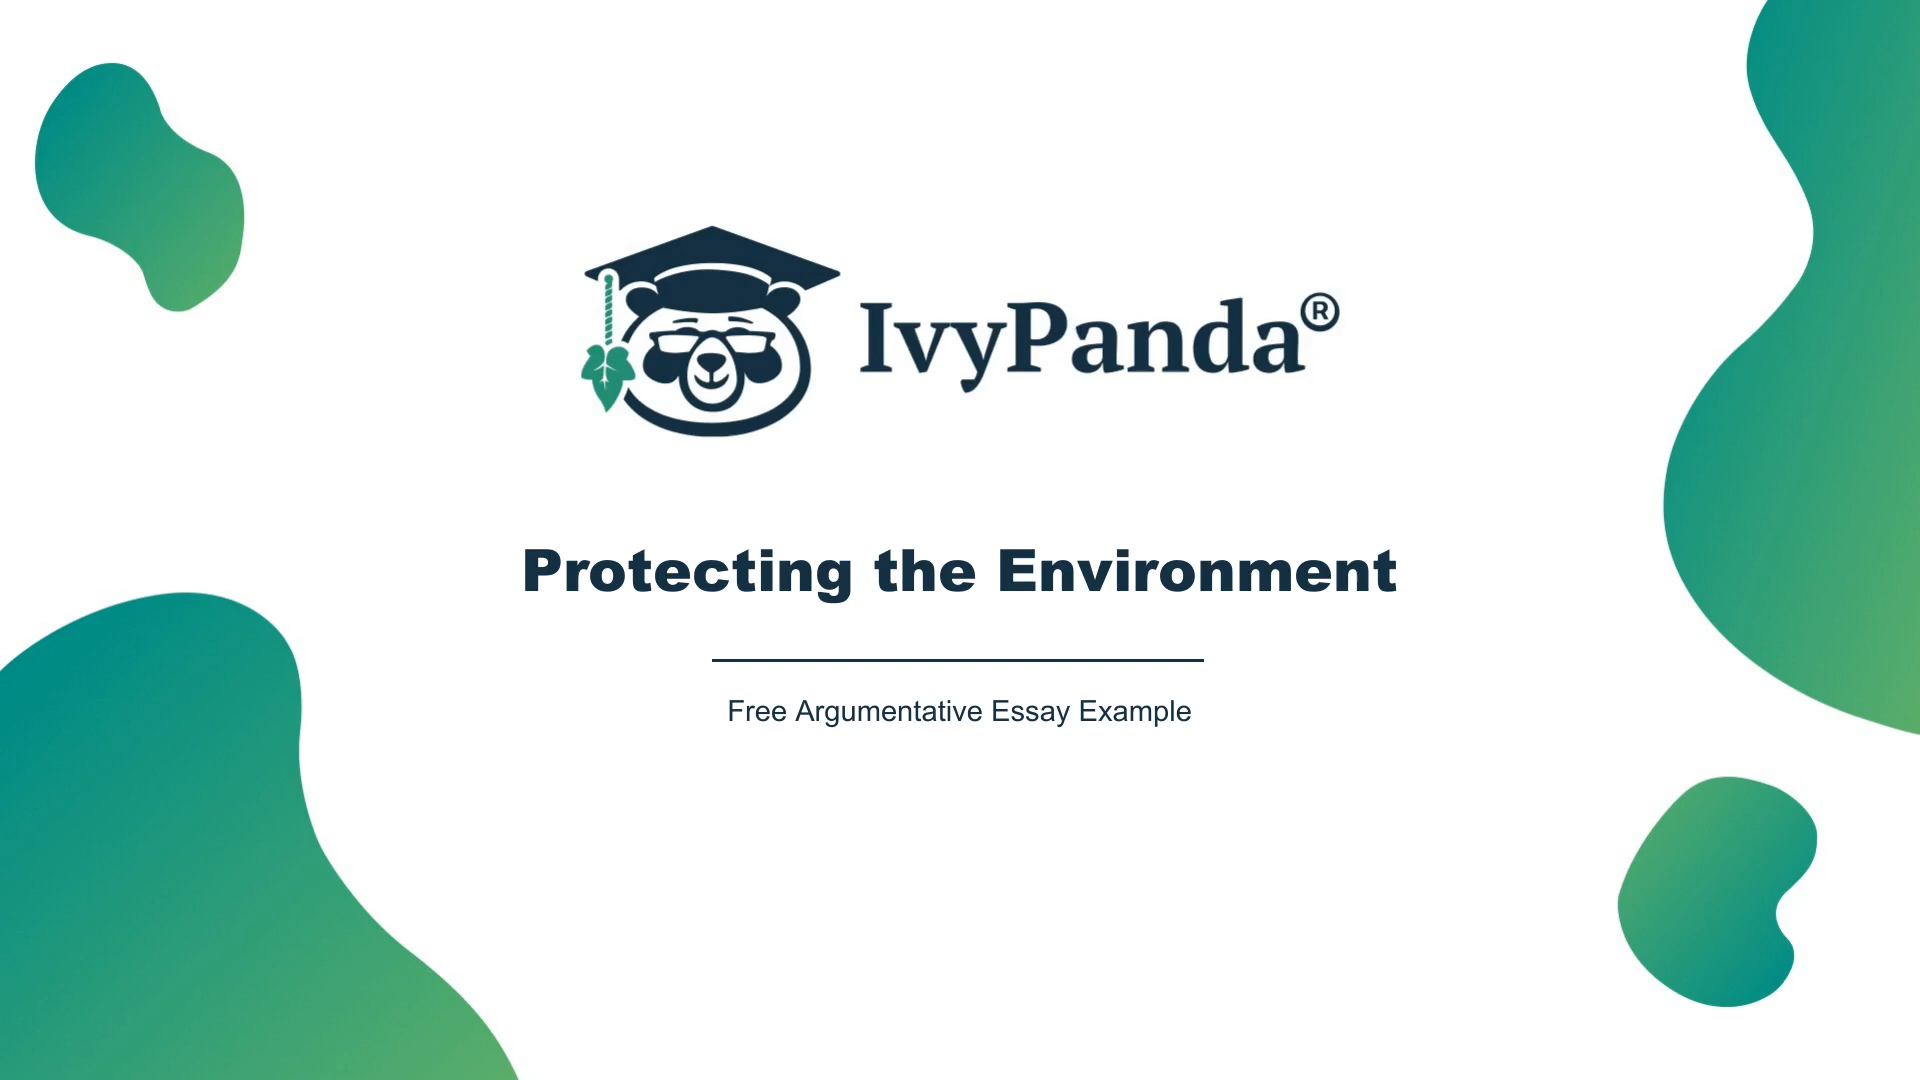 IvyPanda®
Protecting the Environment
Free Argumentative Essay Example